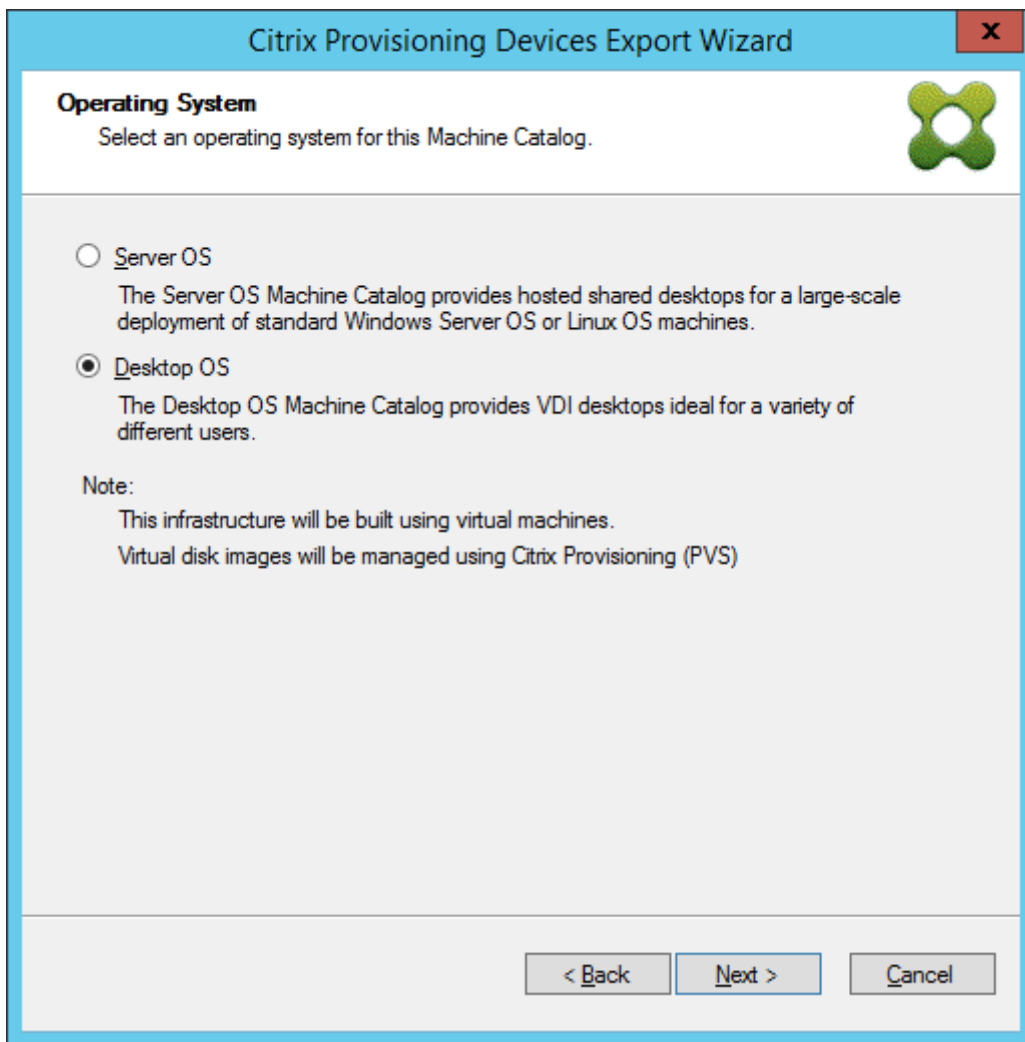 Citrix Provisioning Devices Export Wizard
x
Operating System
Select an operating system for this Machine Catalog.
Server OS
The Server OS Machine Catalog provides hosted shared desktops for a large-scale
deployment of standard Windows Server OS or Linux OS machines.
Desktop OS
The Desktop OS Machine Catalog provides VDI desktops ideal for a variety of
different users.
Note:
This infrastructure will be built using virtual machines.
Virtual disk images will be managed using Citrix Provisioning (PVS)
< Back Next > Cancel